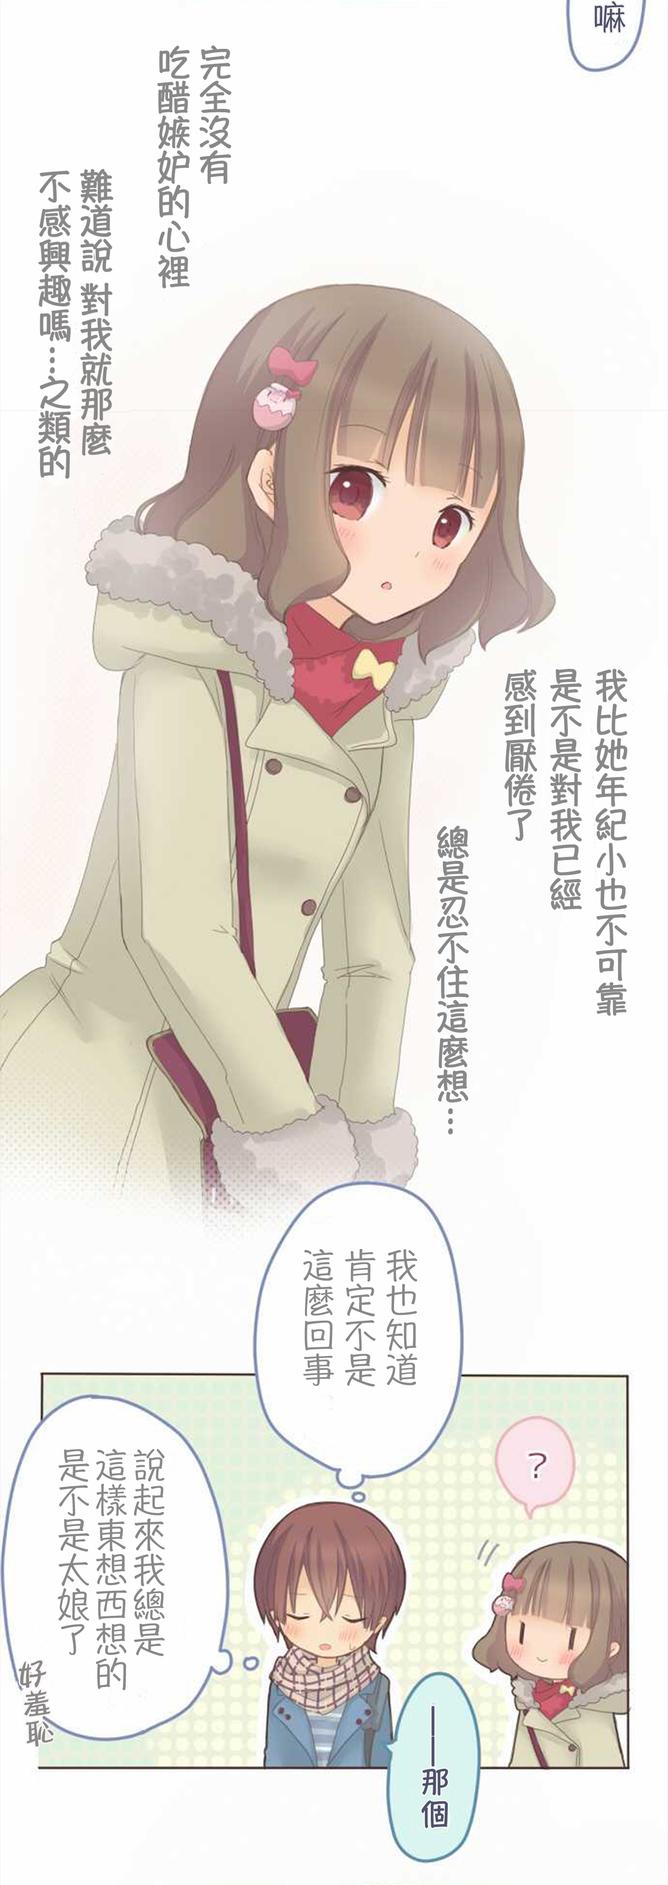 嘛
完全沒有
吃醋嫉妒的心裡
難道說 對我就那麼
不感興趣嗎…之類的
我比她年紀小也不可靠
是不是對我已經
感到厭倦了
總是忍不住這麼想…
我也知道
肯定不是
這麼回事
？
說起來我總是
這樣東想西想的
是不是太娘了
好羞恥
──那個